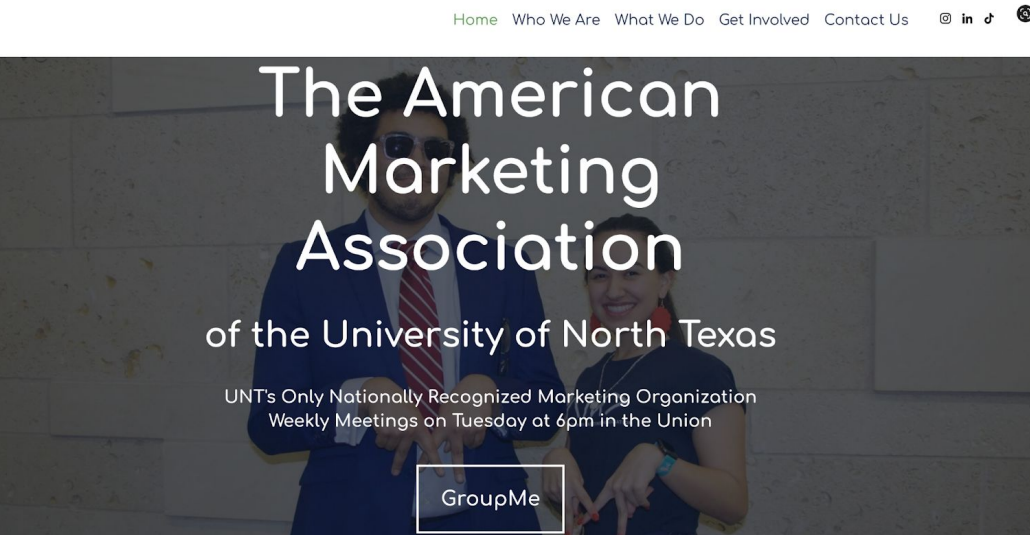 Home Who We Are What We Do Get Involved Contact Us
The American
Marketing
Association
of the University of North Texas
UNT's Only Nationally Recognized Marketing Organization
Weekly Meetings on Tuesday at 6pm in the Union
GroupMe